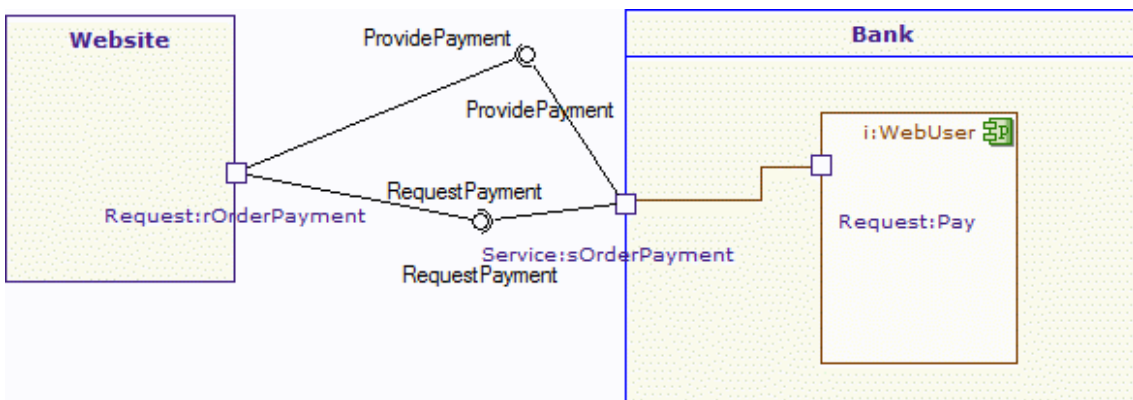 Website
ProvidePayment
Bank
ProvidePayment
i:WebUser
P
RequestPayment
Request:rOrderPayment
Request:Pay
Service:sOrderPayment
RequestPayment